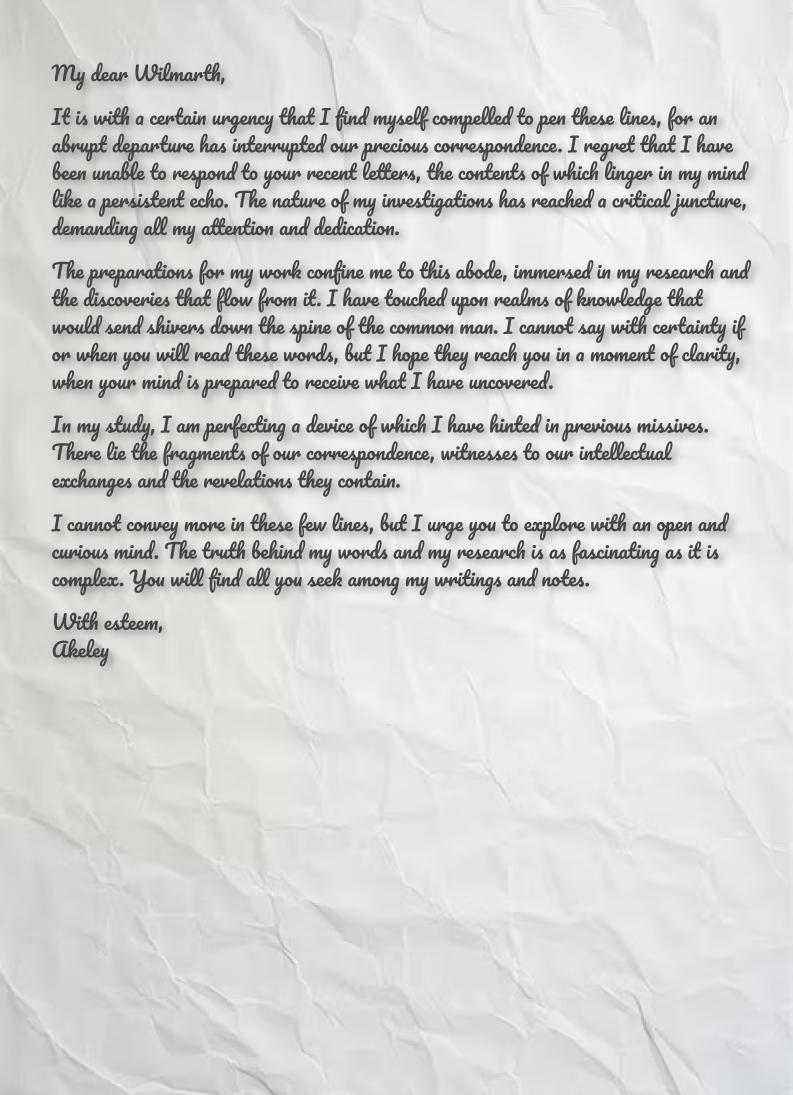 My dear Wilmarth,
It is with a certain urgency that I find myself compelled to pen these lines, for an
abrupt departure has interrupted our precious correspondence. I regret that I have
been unable to respond to your recent letters, the contents of which linger in my mind
like a persistent echo. The nature of my investigations has reached a critical juncture,
demanding all my attention and dedication.
The preparations for my work confine me to this abode, immersed in my research and
the discoveries that flow from it. I have touched upon realms of knowledge that
would send shivers down the spine of the common man. I cannot say with certainty if
or when you will read these words, but I hope they reach you in a moment of clarity,
when your mind is prepared to receive what I have uncovered.
In my study, I am perfecting a device of which I have hinted in previous missives.
There lie the fragments of our correspondence, witnesses to our intellectual
exchanges and the revelations they contain.
I cannot convey more in these few lines, but I urge you to explore with an open and
curious mind. The truth behind my words and my research is as fascinating as it is
complex. You will find all you seek among my writings and notes.
With esteem,
Akeley